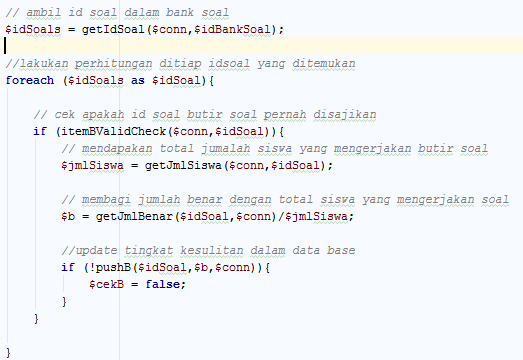 // ambil id soal dalam bank soal
$idSoals = getIdSoal($conn,$idBankSoal);
//lakukan perhitungan ditiap idsoal yang ditemukan
foreach ($idSoals as $idSoal){
// cek apakah id soal butir soal pernah disajikan
if (itemBValidCheck($conn,$idSoal)){
// mendapakan total jumalah siswa yang mengerjakan butir soal
$jmlSiswa = getJmlSiswa($conn,$idSoal);
// membagi jumlah benar dengan total siswa yang mengerjakan soal
$b = getJmlBenar($idSoal,$conn)/$jmlSiswa;
//update tingkat kesulitan dalam data base
if (!pushB($idSoal,$b,$conn)){
$cekB = false;
}
}
}